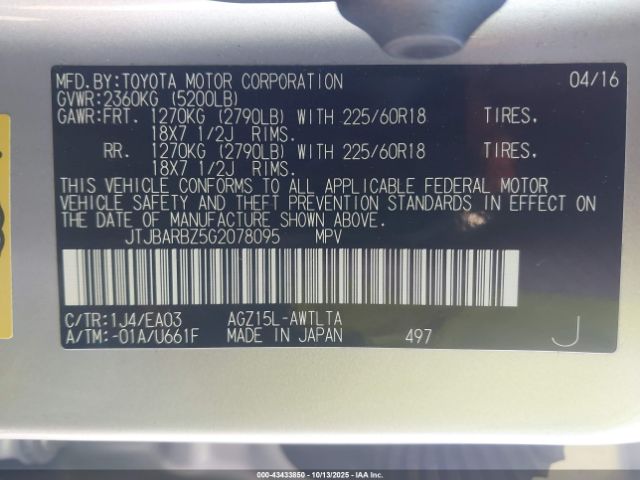 MFD.BY:TOYOTA MOTOR CORPORATION 04/16
GVWR:2360KG (5200LB)
GAWR:FRT. 1270KG (2790LB) WITH 225/60R18 TIRES,
18X7 1/2J RIMS.
RR. 1270KG (2790LB) WITH 225/60R18 TIRES,
18X7 1/2J RIMS.
THIS VEHICLE CONFORMS TO ALL APPLICABLE FEDERAL MOTOR
VEHICLE SAFETY AND THEFT PREVENTION STANDARDS IN EFFECT ON
THE DATE OF MANUFACTURE SHOWN ABOVE.
JTJBARBZ5G2078095 MPV
C/TR:1J4/EA03 AGZ15L-AWTLTA
A/TM:-01A/U661F MADE IN JAPAN 497 J
000-43433850 | 10/13/2025 - IAA Inc.